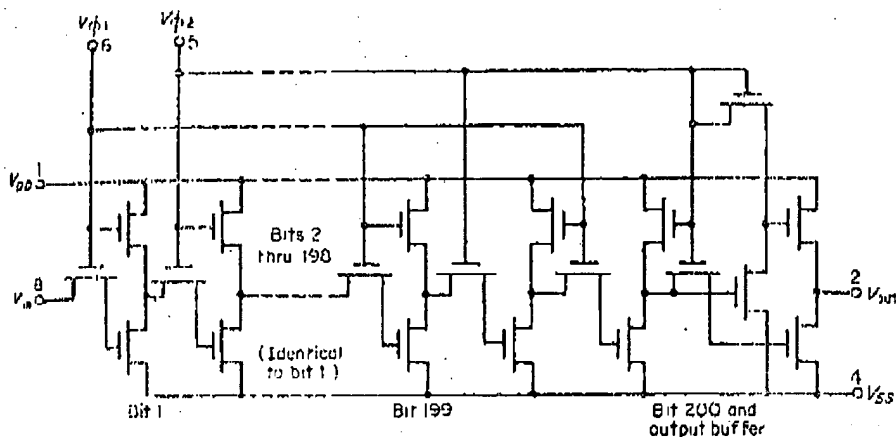 Vϕ1
6
Vϕ2
5
VDD
1
8
VIN
Bits 2
thru 198
(Identical
to bit 1)
2
VOUT
4
VSS
Bit 1
Bit 199
Bit 200 and
output buffer